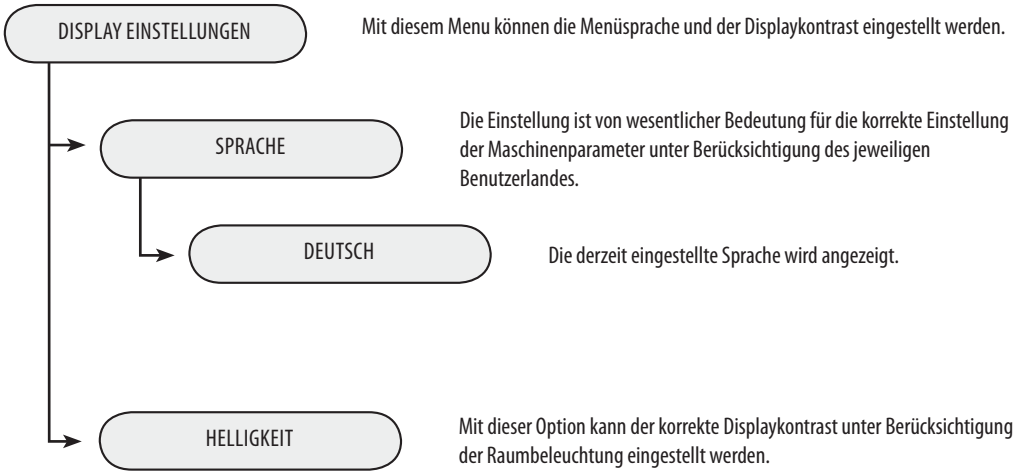 DISPLAY EINSTELLUNGEN
Mit diesem Menu können die Menüsprache und der Displaykontrast eingestellt werden.
SPRACHE
Die Einstellung ist von wesentlicher Bedeutung für die korrekte Einstellung
der Maschinenparameter unter Berücksichtigung des jeweiligen
Benutzerlandes.
DEUTSCH
Die derzeit eingestellte Sprache wird angezeigt.
HELLIGKEIT
Mit dieser Option kann der korrekte Displaykontrast unter Berücksichtigung
der Raumbeleuchtung eingestellt werden.